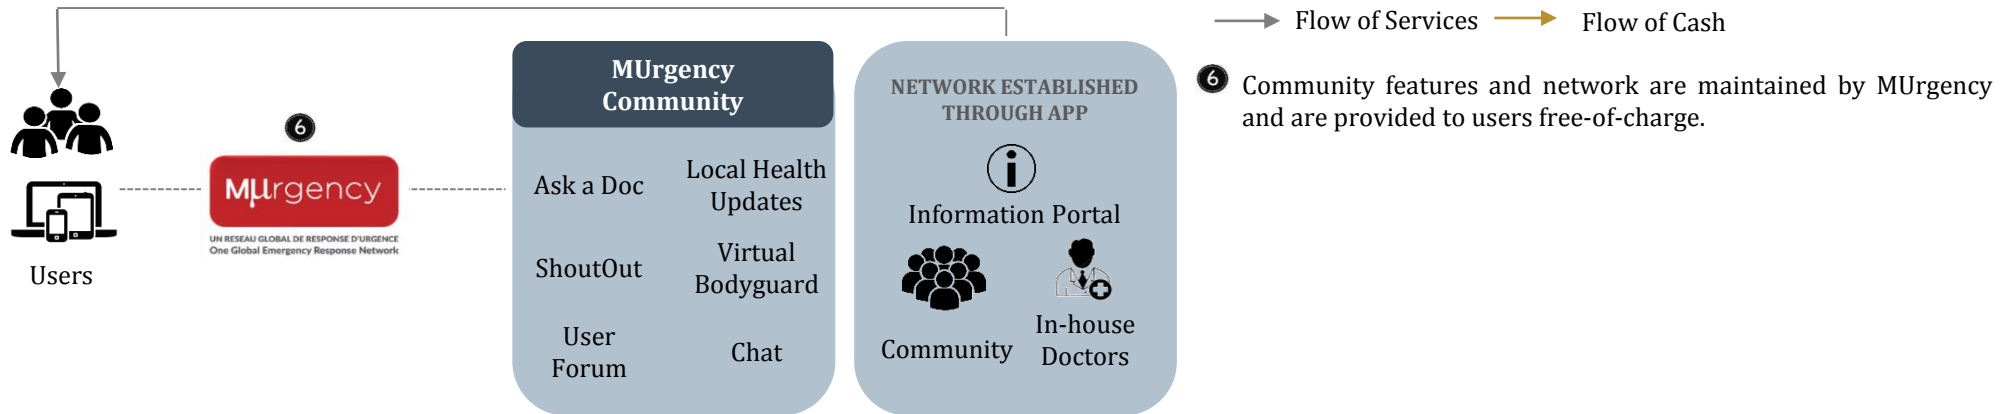 Flow of Services
Flow of Cash
MUrgency
Community
NETWORK ESTABLISHED
THROUGH APP
6 Community features and network are maintained by MUrgency
and are provided to users free-of-charge.
6
Mµrgency
UN RESEAU GLOBAL DE RESPONSE D'URGENCE
One Global Emergency Response Network
Users
Ask a Doc
Local Health
Updates
ShoutOut
Virtual
Bodyguard
User
Forum
Chat
Information Portal
Community
In-house
Doctors